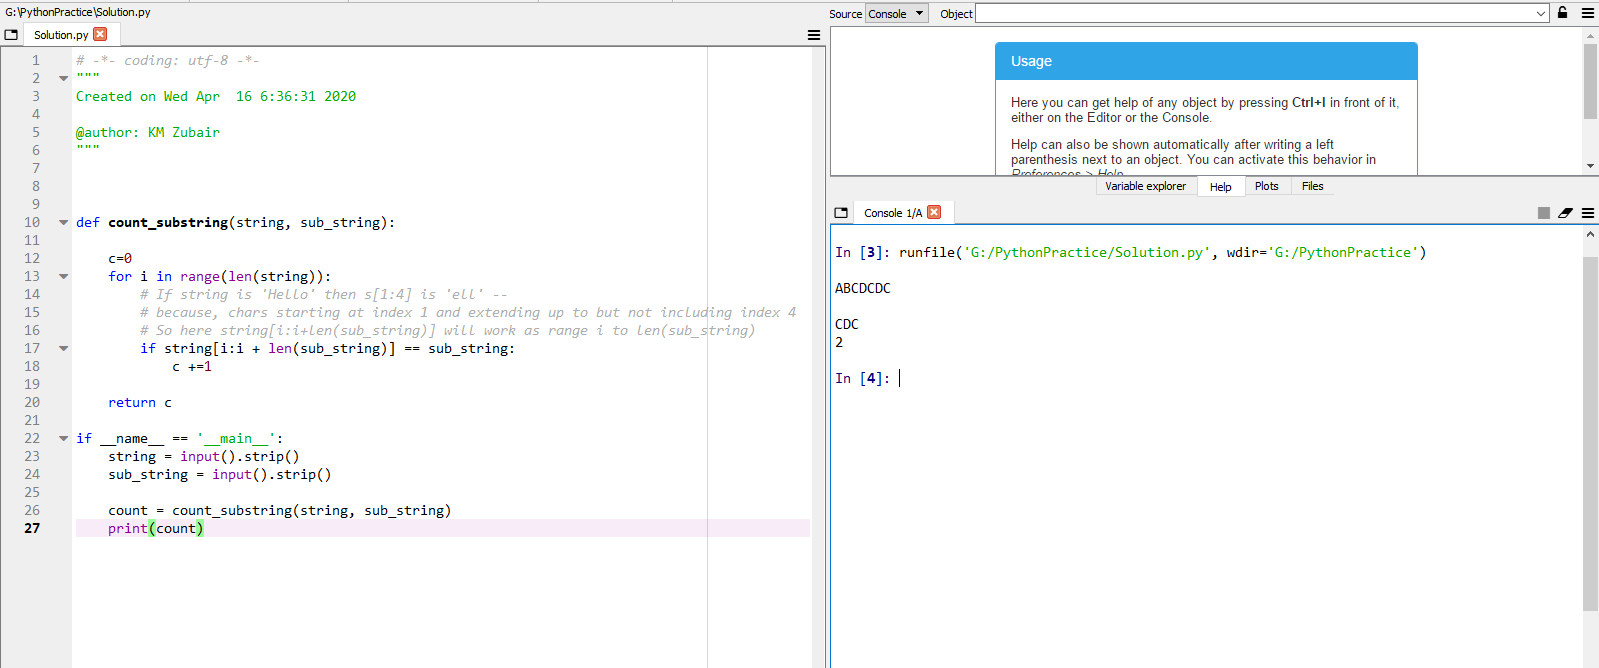 G:\PythonPractice\Solution.py
Solution.py
1 # -*- coding: utf-8 -*-
2 """
3 Created on Wed Apr  16 6:36:31 2020
4
5 @author: KM Zubair
6 """
7
8
9
10 def count_substring(string, sub_string):
11
12     c=0
13     for i in range(len(string)):
14         # If string is 'Hello' then s[1:4] is 'ell' --
15         # because, chars starting at index 1 and extending up to but not including index 4
16         # So here string[i:i+len(sub_string)] will work as range i to len(sub_string)
17         if string[i:i + len(sub_string)] == sub_string:
18             c +=1
19
20     return c
21
22 if __name__ == '__main__':
23     string = input().strip()
24     sub_string = input().strip()
25
26     count = count_substring(string, sub_string)
27     print(count)
Source Console Object
Usage
Here you can get help of any object by pressing Ctrl+I in front of it,
either on the Editor or the Console.
Help can also be shown automatically after writing a left
parenthesis next to an object. You can activate this behavior in
Preferences > Help
Variable explorer Help Plots Files
Console 1/A
In [3]: runfile('G:/PythonPractice/Solution.py', wdir='G:/PythonPractice')
ABCDCDC
CDC
2
In [4]: